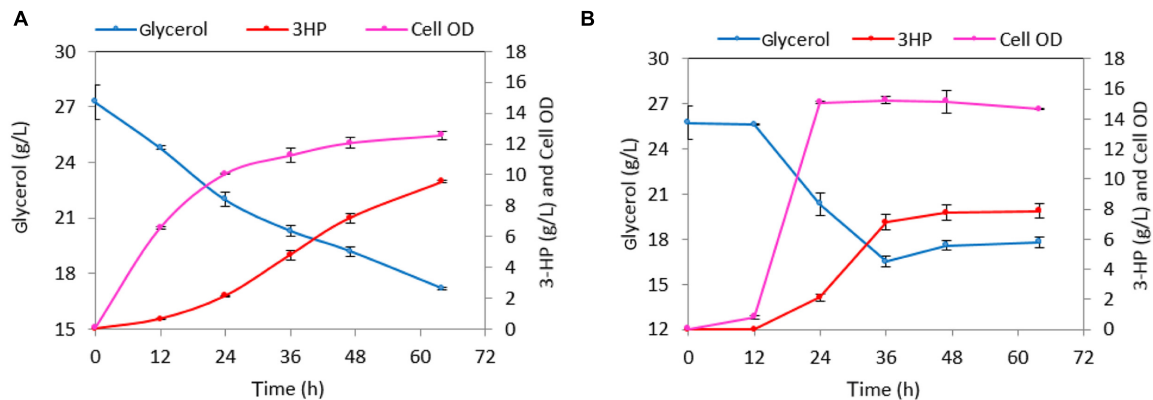 A
Glycerol 3HP Cell OD
30
27
24
21
18
15
Glycerol (g/L)
18
16
14
12
10
8
6
4
2
0
3-HP (g/L) and Cell OD
0 12 24 36 48 60 72
Time (h)
B
Glycerol 3HP Cell OD
30
27
24
21
18
15
12
Glycerol (g/L)
18
16
14
12
10
8
6
4
2
0
3-HP (g/L) and Cell OD
0 12 24 36 48 60 72
Time (h)